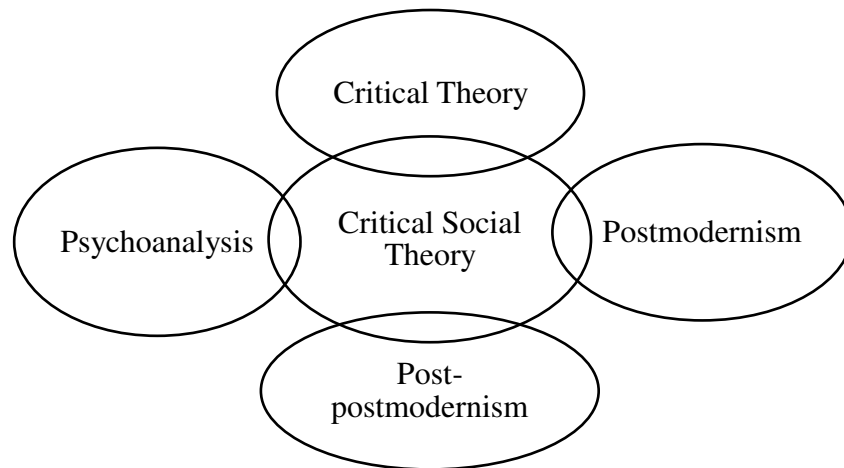 Critical Theory
Psychoanalysis
Critical Social
Theory
Postmodernism
Post-
postmodernism